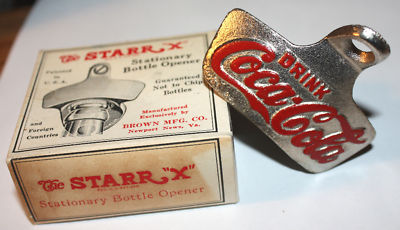 The STARR "X"
Stationary
Bottle Opener
Patented
in
U.S.A.
Guaranteed
Not to Chip
Bottles
and
Foreign
Countries
Manufactured
Exclusively by
BROWN MFG. CO.
Newport News, Va.
The STARR "X"
Stationary Bottle Opener
DRINK
Coca-Cola